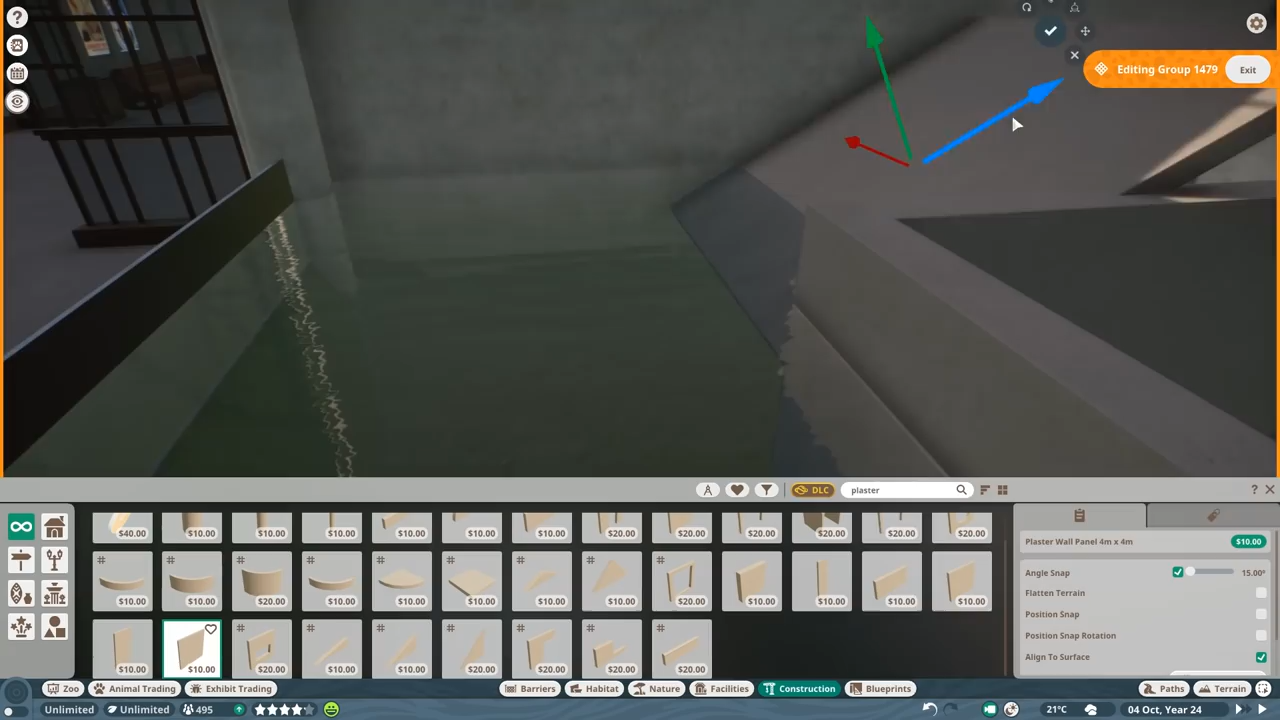 ?
Editing Group 1479 Exit
DLC plaster
? ×
$40.00 $10.00 $10.00 $10.00 $10.00 $10.00 $10.00 $20.00 $20.00 $20.00 $20.00 $20.00 $20.00
$10.00 $10.00 $20.00 $10.00 $10.00 $10.00 $10.00 $10.00 $20.00 $10.00 $10.00 $10.00 $10.00
$10.00 $10.00 $20.00 $10.00 $10.00 $20.00 $10.00 $20.00 $20.00
Plaster Wall Panel 4m x 4m $10.00
Angle Snap 15.00°
Flatten Terrain
Position Snap
Position Snap Rotation
Align To Surface
Zoo Animal Trading Exhibit Trading Barriers Habitat Nature Facilities Construction Blueprints Paths Terrain
Unlimited Unlimited 495 21°C 04 Oct, Year 24